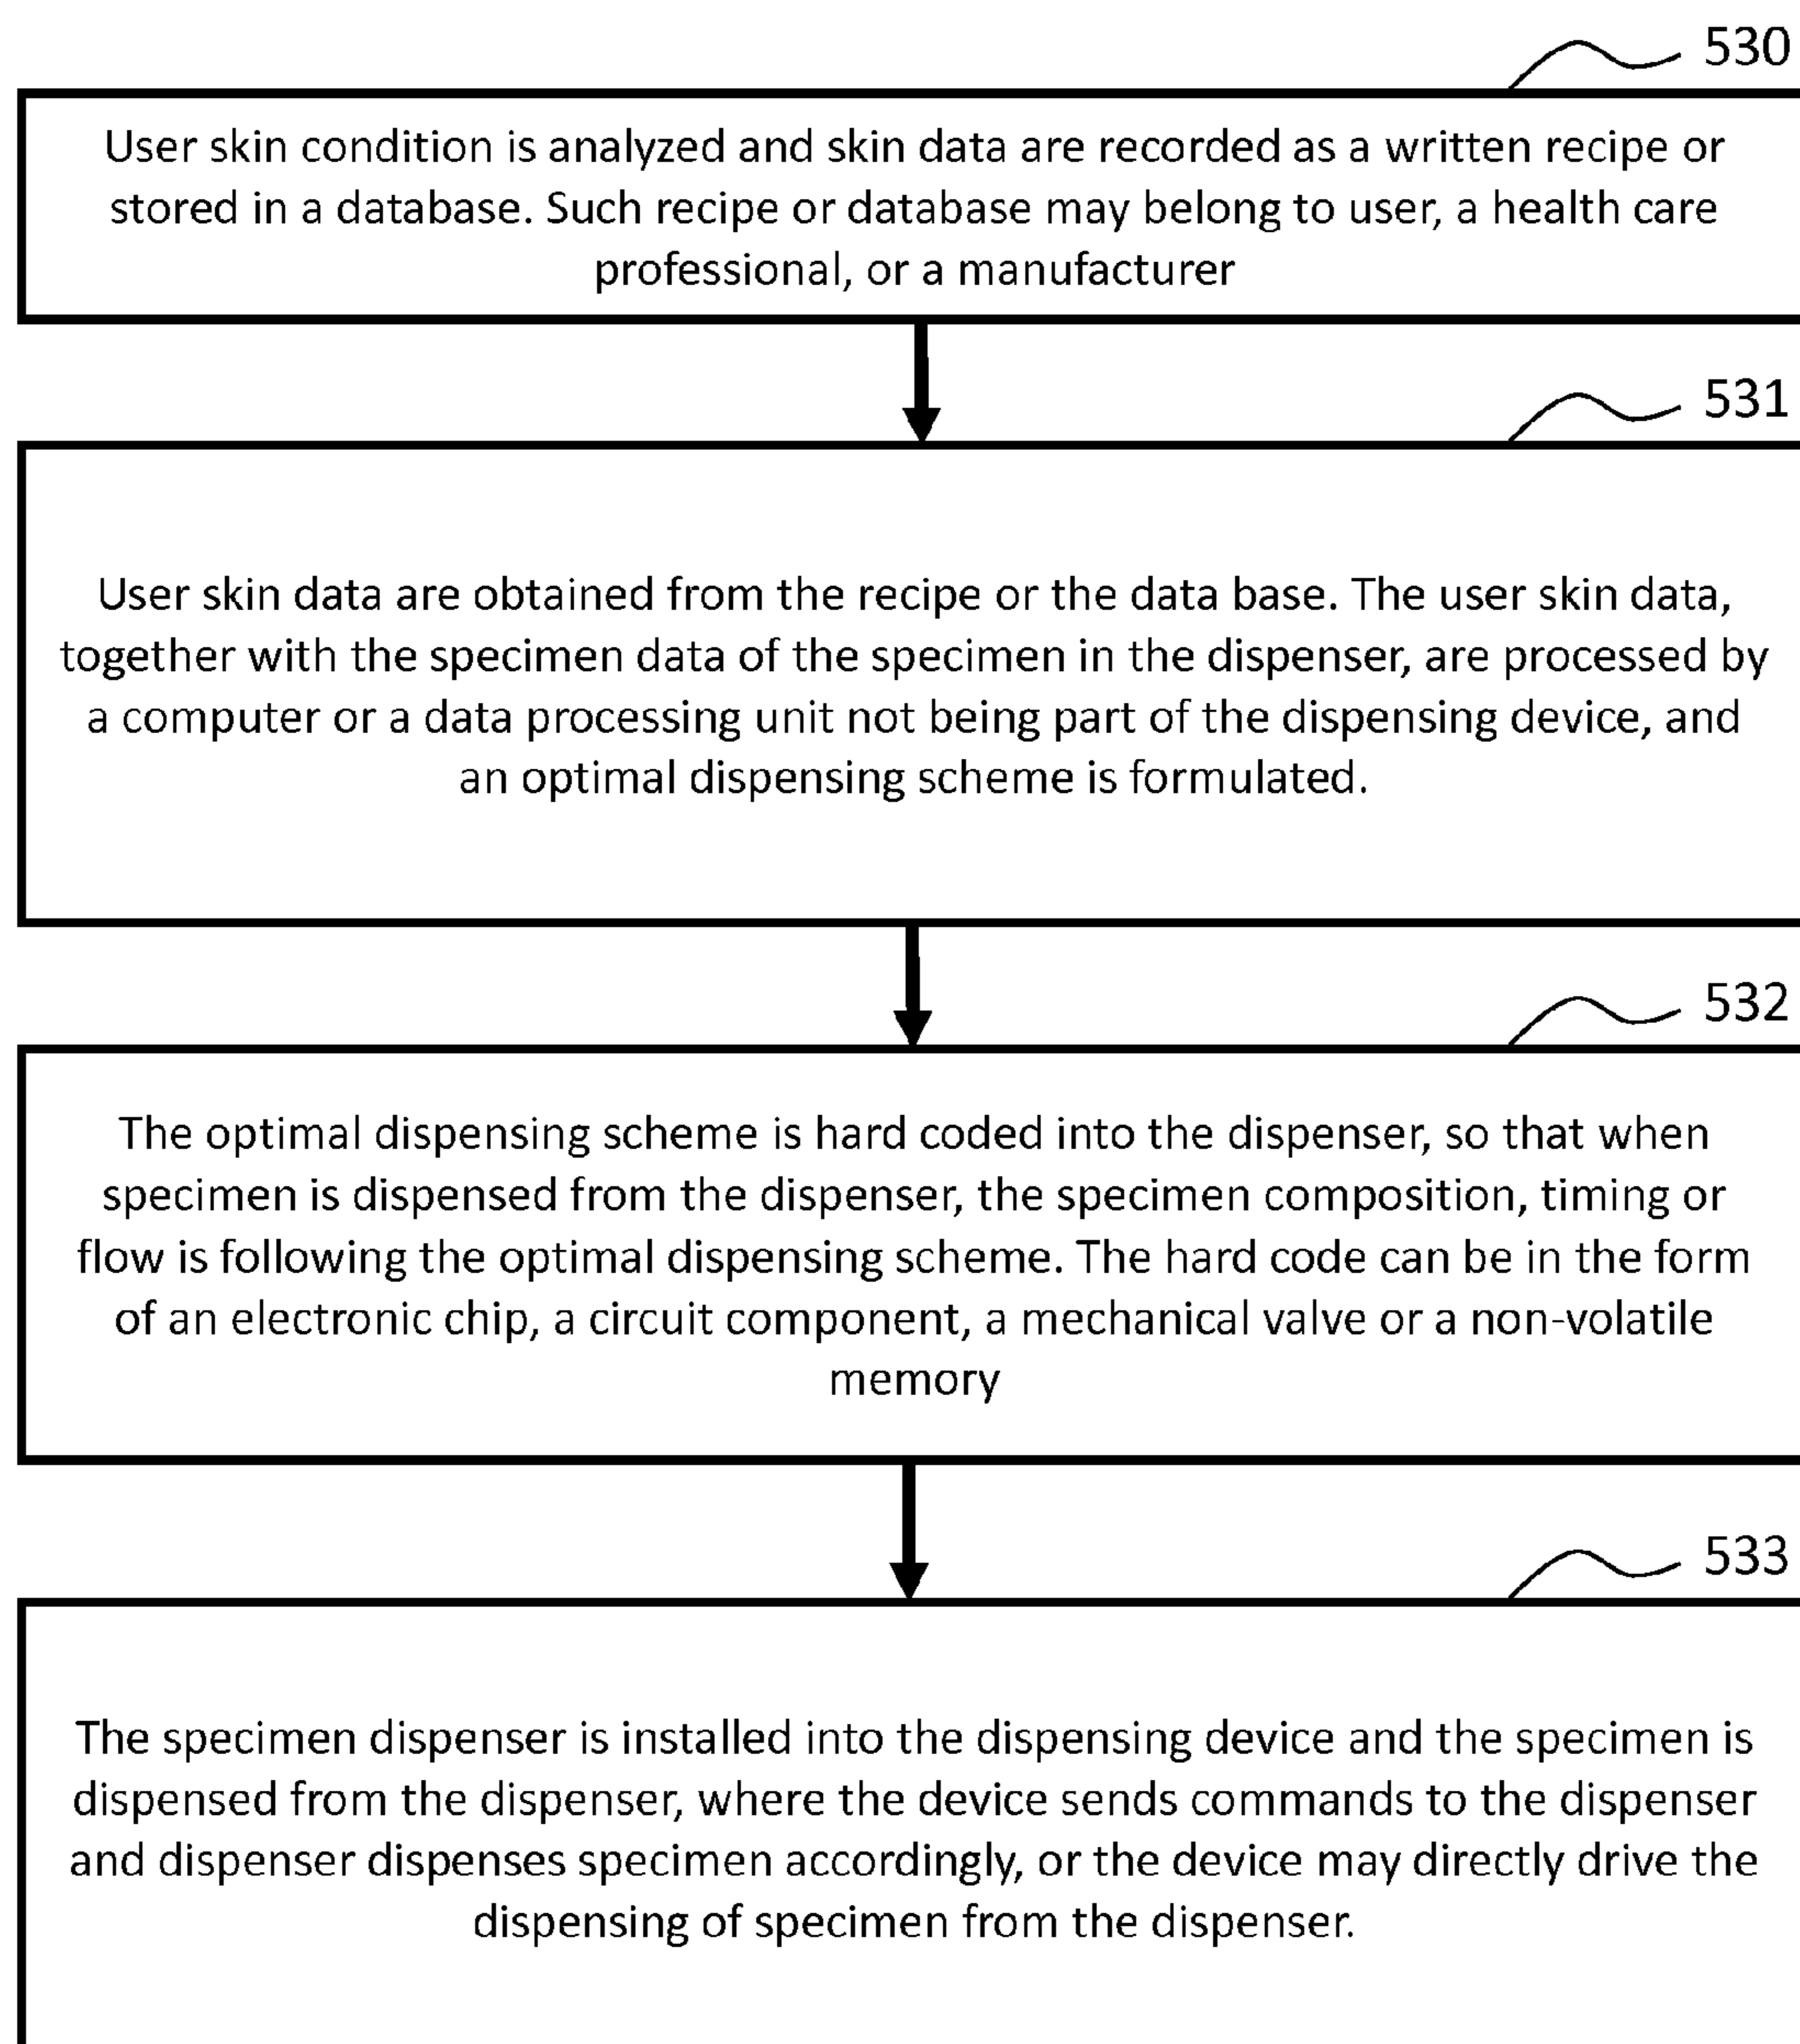 530
User skin condition is analyzed and skin data are recorded as a written recipe or
stored in a database. Such recipe or database may belong to user, a health care
professional, or a manufacturer
531
User skin data are obtained from the recipe or the data base. The user skin data,
together with the specimen data of the specimen in the dispenser, are processed by
a computer or a data processing unit not being part of the dispensing device, and
an optimal dispensing scheme is formulated.
532
The optimal dispensing scheme is hard coded into the dispenser, so that when
specimen is dispensed from the dispenser, the specimen composition, timing or
flow is following the optimal dispensing scheme. The hard code can be in the form
of an electronic chip, a circuit component, a mechanical valve or a non-volatile
memory
533
The specimen dispenser is installed into the dispensing device and the specimen is
dispensed from the dispenser, where the device sends commands to the dispenser
and dispenser dispenses specimen accordingly, or the device may directly drive the
dispensing of specimen from the dispenser.